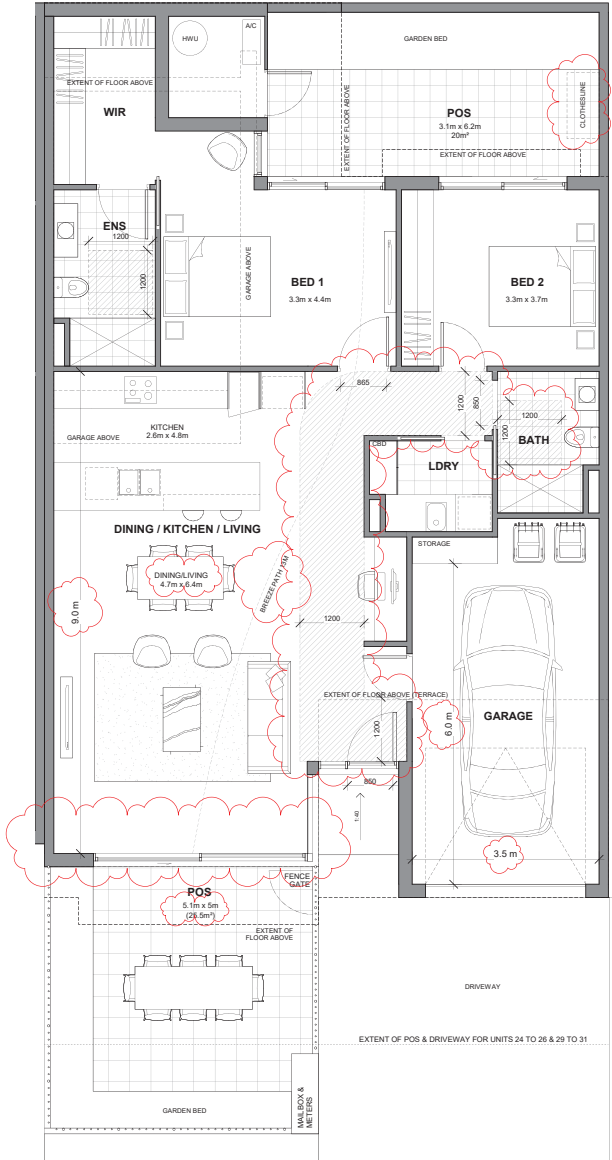 A/C
HWU
GARDEN BED
EXTENT OF FLOOR ABOVE
WIR
EXTENT OF FLOOR ABOVE
POS
3.1m x 6.2m
20m²
CLOTHESLINE
EXTENT OF FLOOR ABOVE
ENS
1200
1200
GARAGE ABOVE
BED 1
3.3m x 4.4m
BED 2
3.3m x 3.7m
865
1200
850
1200
1200
BATH
KITCHEN
2.6m x 4.8m
GARAGE ABOVE
CBD
LDRY
DINING / KITCHEN / LIVING
STORAGE
DINING/LIVING
4.7m x 6.4m
BREEZE PATH 15M
9.0 m
1200
EXTENT OF FLOOR ABOVE (TERRACE)
1200
6.0 m
GARAGE
850
1:40
3.5 m
FENCE
GATE
POS
5.1m x 5m
(25.5m²)
EXTENT OF
FLOOR ABOVE
DRIVEWAY
EXTENT OF POS & DRIVEWAY FOR UNITS 24 TO 26 & 29 TO 31
GARDEN BED
MAILBOX &
METERS